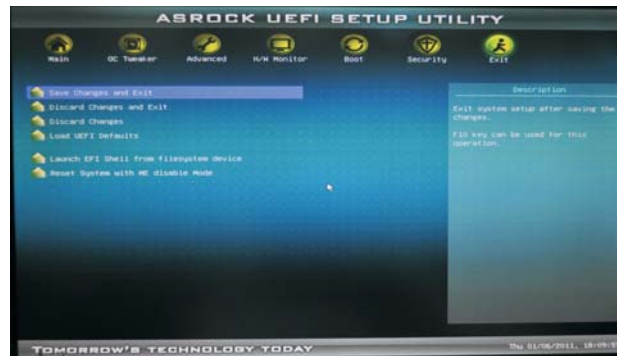 ASROCK UEFI SETUP UTILITY
Main OC Tweaker Advanced H/W Monitor Boot Security Exit
Save Changes and Exit
Discard Changes and Exit
Discard Changes
Load UEFI Defaults
Launch EFI Shell from filesystem device
Reset System with ME disable Mode
Description
Exit system setup after saving the
changes.
F10 key can be used for this
operation.
TOMORROW'S TECHNOLOGY TODAY
Thu 01/06/2011,